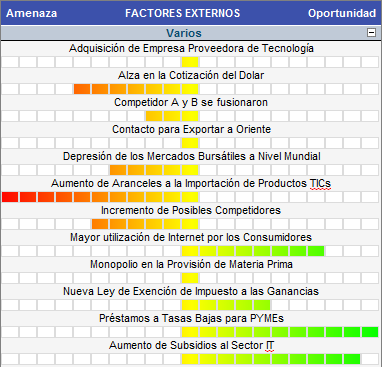 Amenaza FACTORES EXTERNOS Oportunidad
Varios
Adquisición de Empresa Proveedora de Tecnología
Alza en la Cotización del Dolar
Competidor A y B se fusionaron
Contacto para Exportar a Oriente
Depresión de los Mercados Bursátiles a Nivel Mundial
Aumento de Aranceles a la Importación de Productos TICs
Incremento de Posibles Competidores
Mayor utilización de Internet por los Consumidores
Monopolio en la Provisión de Materia Prima
Nueva Ley de Exención de Impuesto a las Ganancias
Préstamos a Tasas Bajas para PYMEs
Aumento de Subsidios al Sector IT